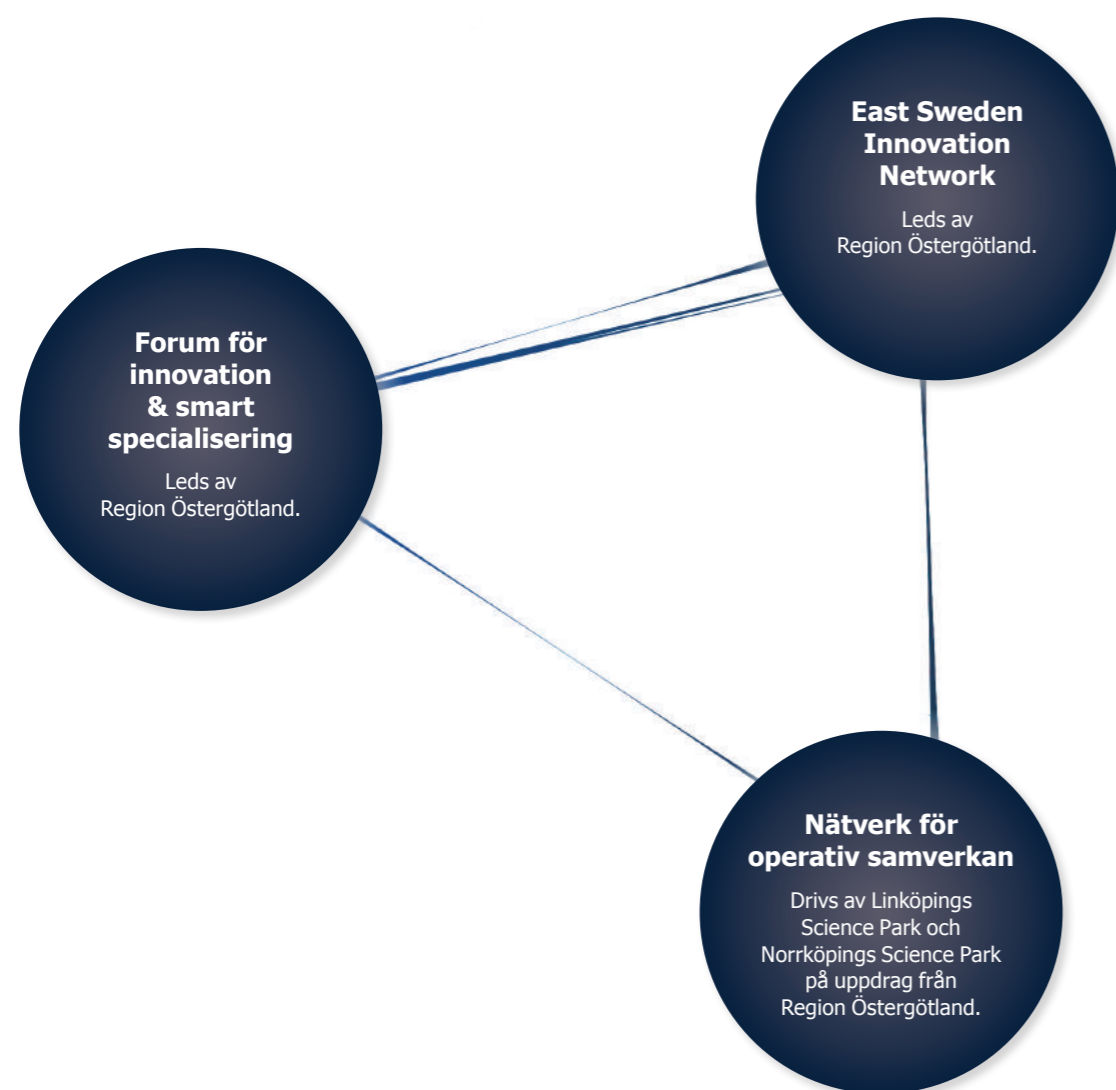 East Sweden
Innovation
Network
Leds av
Region Östergötland.
Forum för
innovation
& smart
specialisering
Leds av
Region Östergötland.
Nätverk för
operativ samverkan
Drivs av Linköpings
Science Park och
Norrköpings Science Park
på uppdrag från
Region Östergötland.